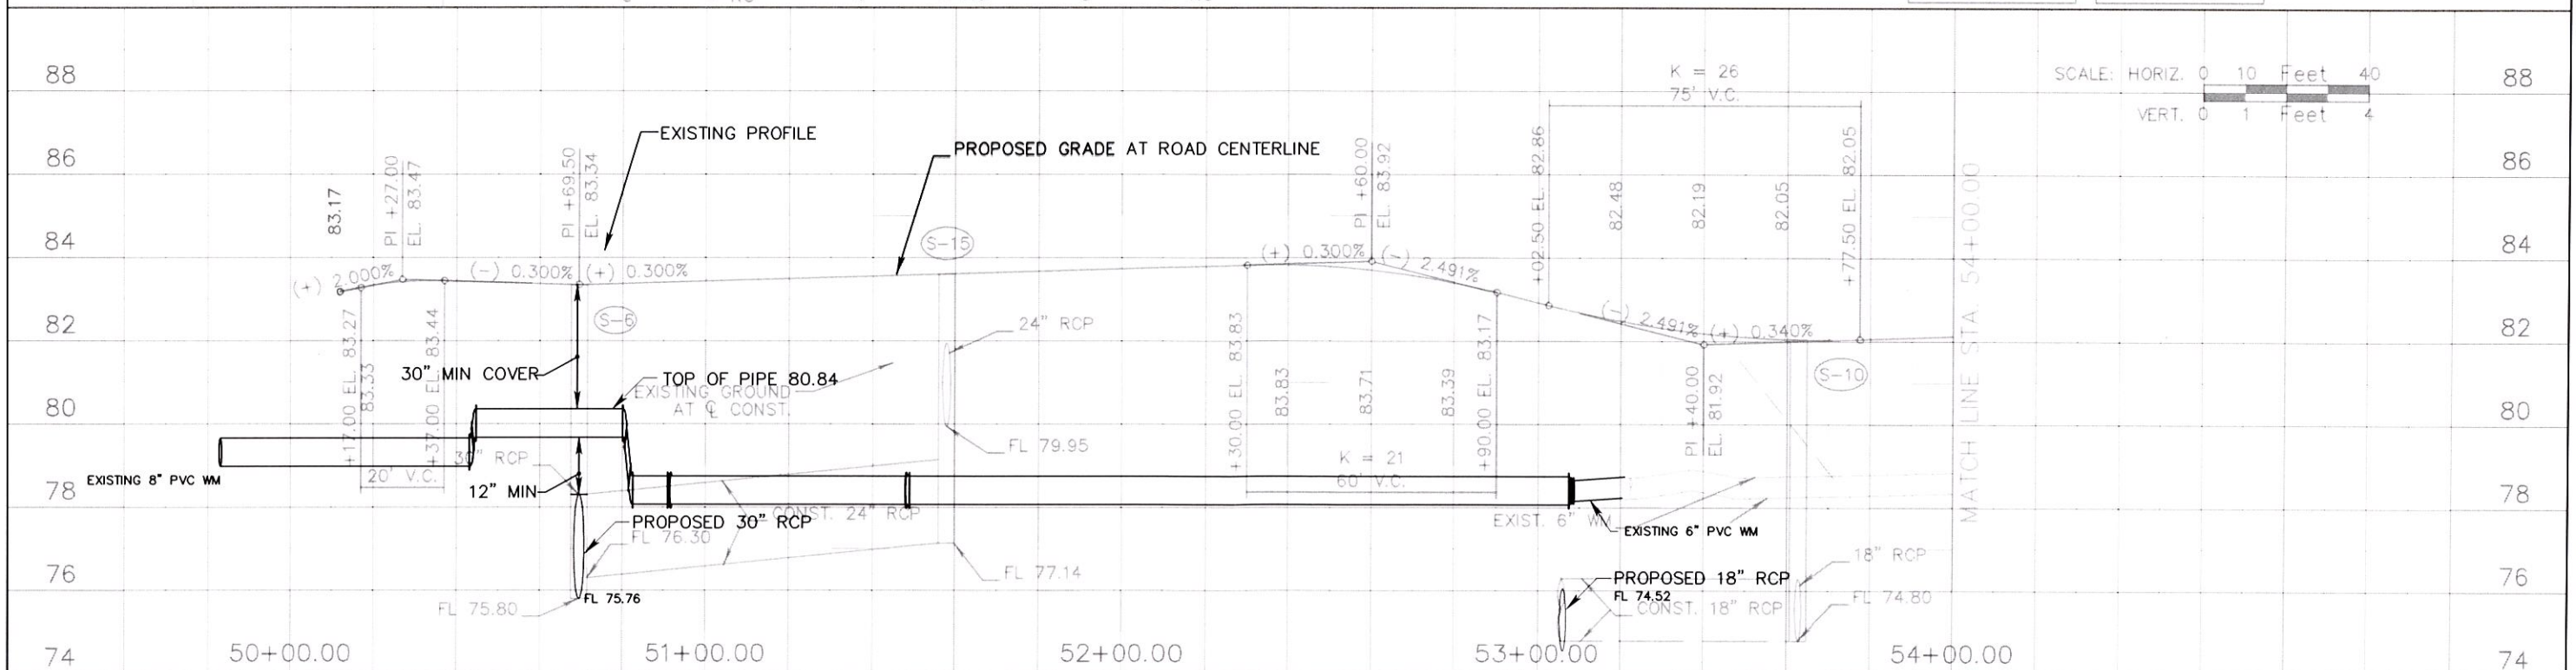 88
86
84
82
80
78
76
74
EXISTING PROFILE
PROPOSED GRADE AT ROAD CENTERLINE
K = 26
75' V.C.
SCALE: HORIZ. 0 10 Feet 40
VERT. 0 1 Feet 4
88
86
84
82
80
78
76
74
83.17
PI +27.00
EL. 83.47
PI +69.50
EL. 83.34
PI +60.00
EL. 83.92
+02.50 EL. 82.86
82.48
82.19
82.05
+77.50 EL. 82.05
MATCH LINE STA. 54+00.00
(+) 2.000%
(-) 0.300%
(+) 0.300%
S-15
(+) 0.300%
(-) 2.491%
(-) 2.491%
(+) 0.340%
S-6
24" RCP
S-10
+17.00 EL. 83.27
83.33
+37.00 EL. 83.44
20' V.C.
30" MIN COVER
TOP OF PIPE 80.84
EXISTING GROUND
AT ℄ CONST.
FL 79.95
+30.00 EL. 83.83
83.83
83.71
83.39
+90.00 EL. 83.17
K = 21
60' V.C.
PI +40.00
EL. 81.92
EXISTING 8" PVC WM
30" RCP
12" MIN
PROPOSED 30" RCP
FL 76.30
CONST. 24" RCP
EXIST. 6" WM
EXISTING 6" PVC WM
FL 77.14
PROPOSED 18" RCP
FL 74.52
CONST. 18" RCP
18" RCP
FL 74.80
FL 75.80
FL 75.76
50+00.00
51+00.00
52+00.00
53+00.00
54+00.00